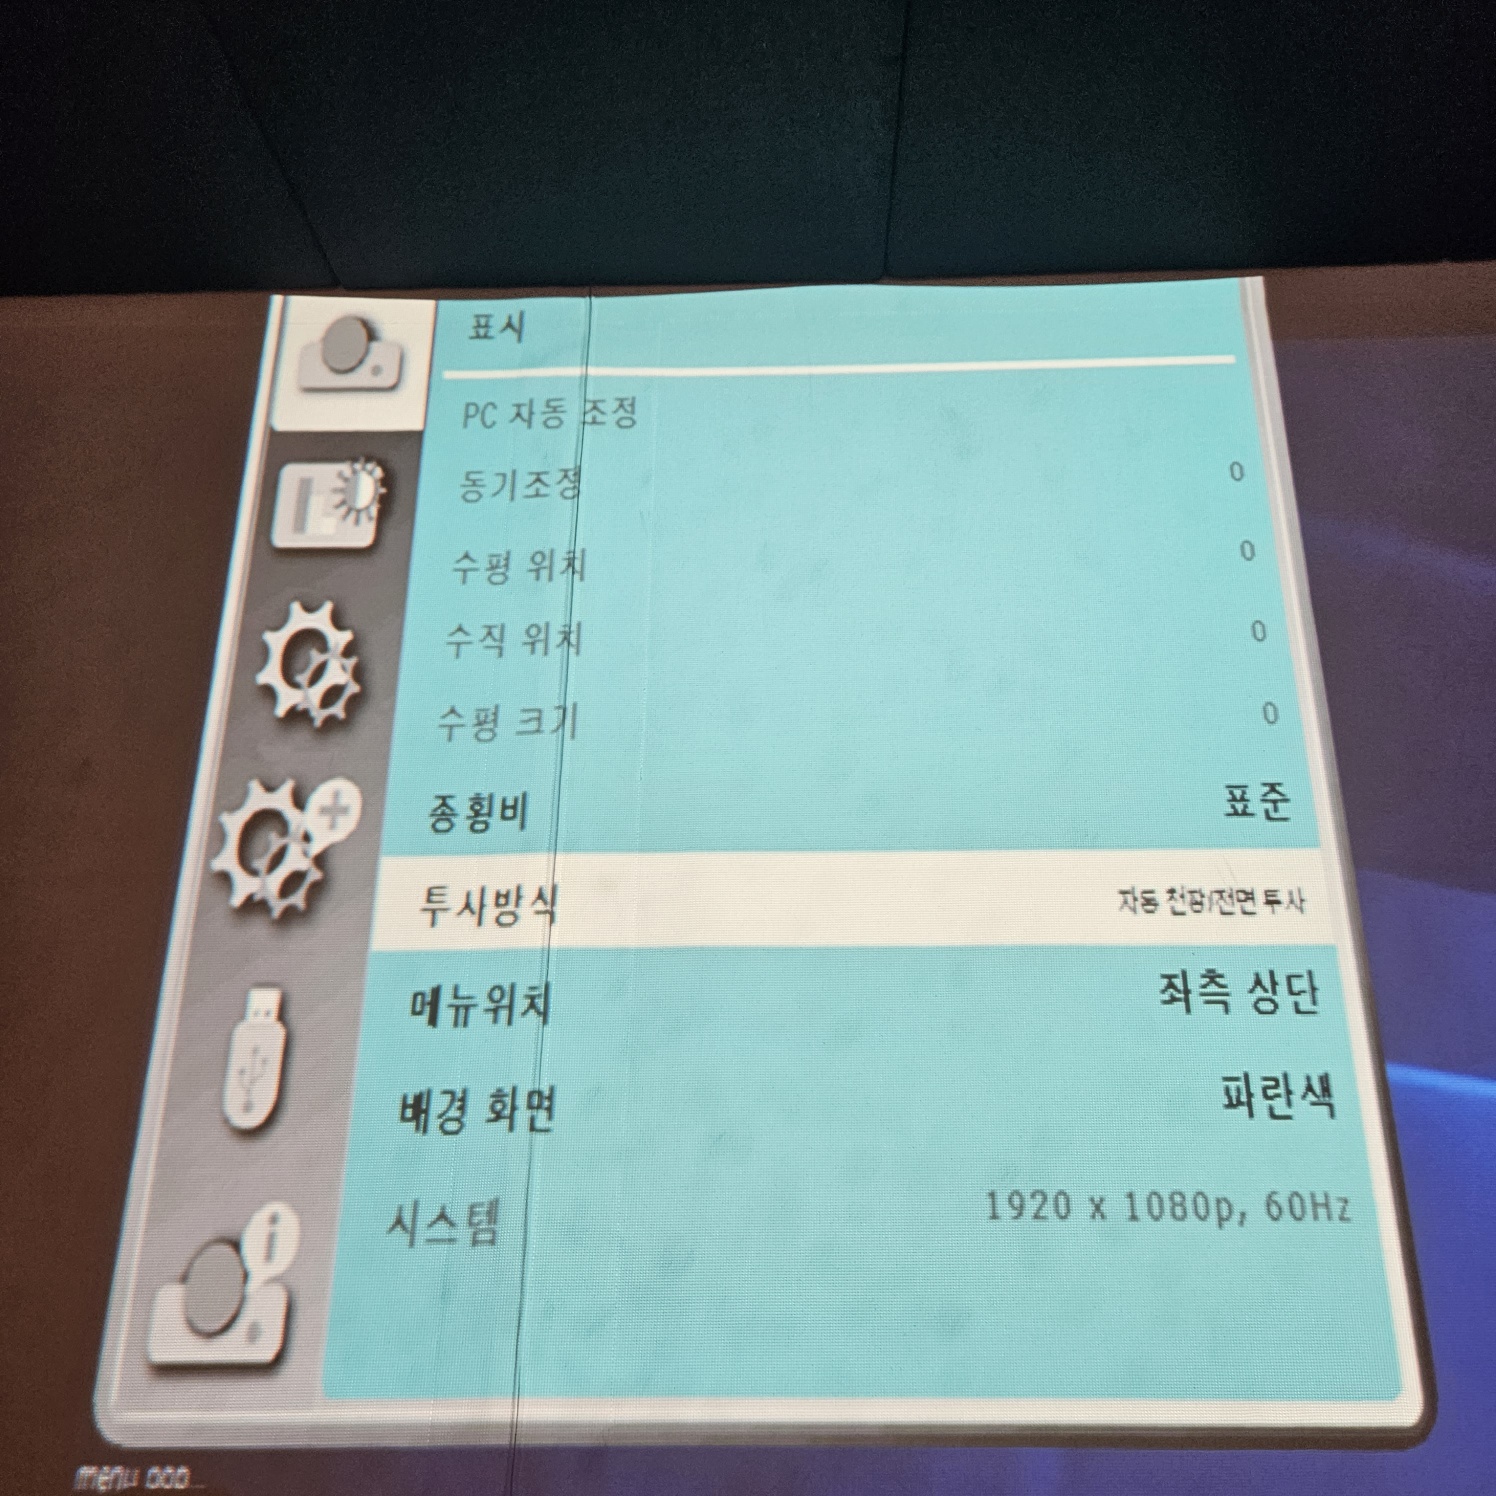 표시
PC 자동 조정
동기조정 0
수평 위치 0
수직 위치 0
수평 크기 0
종횡비 표준
투사방식 자동 천장/전면 투사
메뉴위치 좌측 상단
배경 화면 파란색
시스템 1920 x 1080p, 60Hz
menu